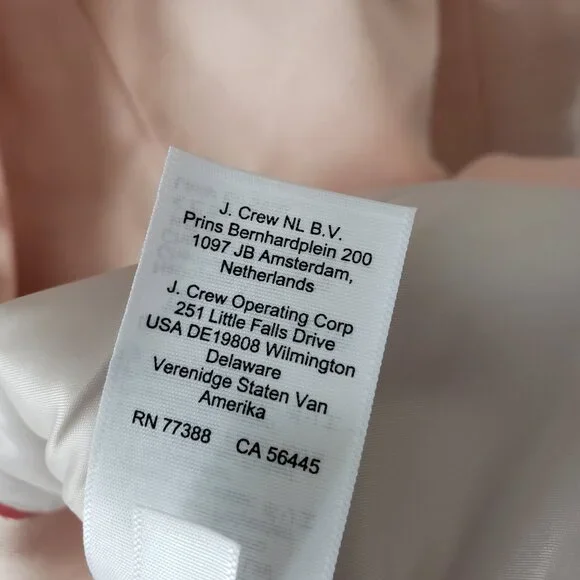 J. Crew NL B.V.
Prins Bernhardplein 200
1097 JB Amsterdam,
Netherlands
J. Crew Operating Corp
251 Little Falls Drive
USA DE19808 Wilmington
Delaware
Verenidge Staten Van
Amerika
RN 77388 CA 56445